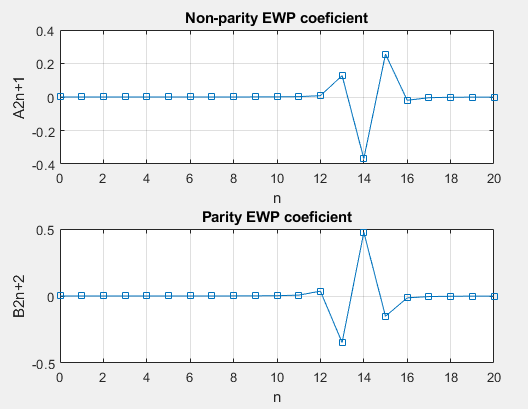 Non-parity EWP coeficient
A2n+1
0.4
0.2
0
-0.2
-0.4
0 2 4 6 8 10 12 14 16 18 20
n
Parity EWP coeficient
B2n+2
0.5
0
-0.5
0 2 4 6 8 10 12 14 16 18 20
n